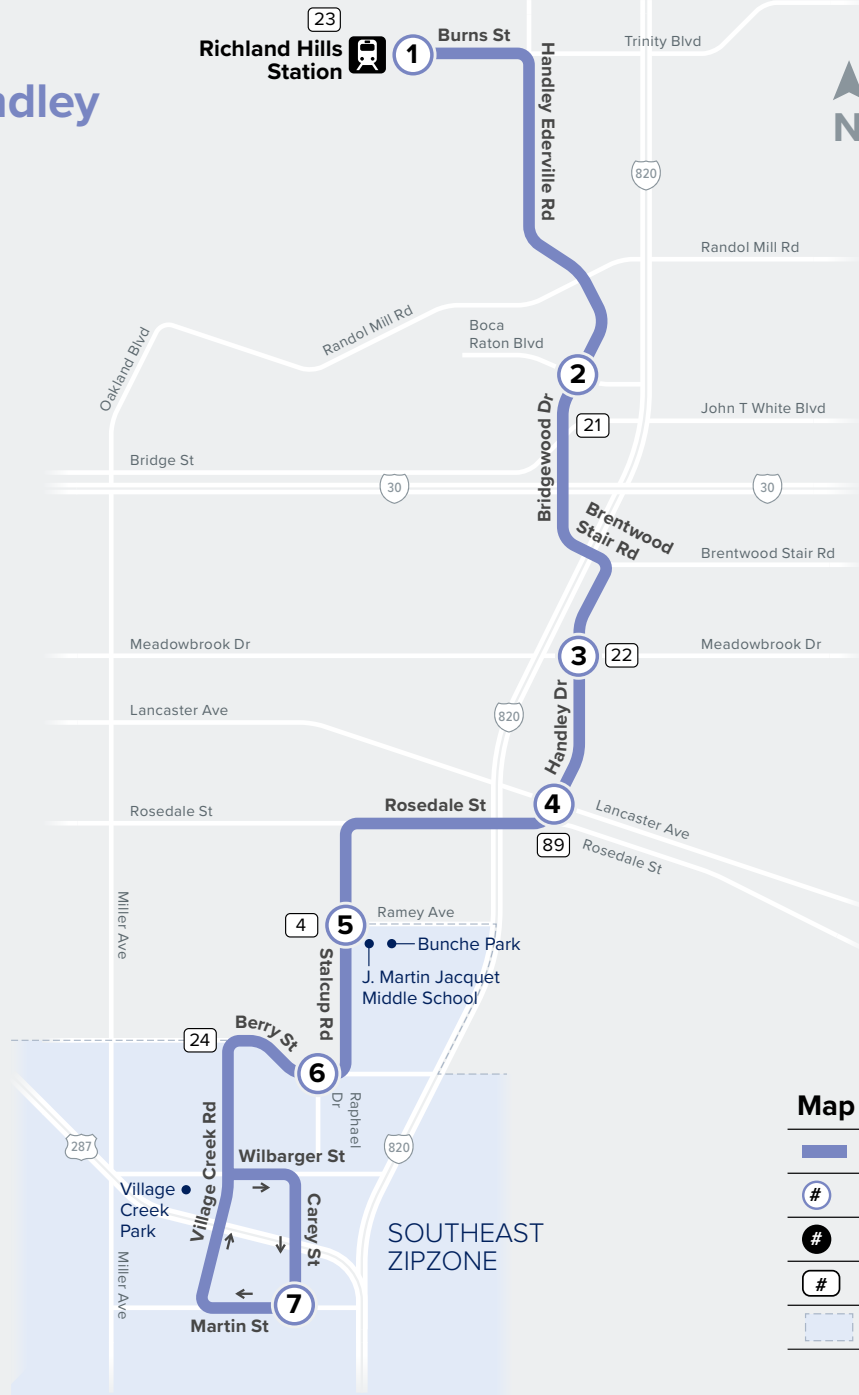 23
Richland Hills
Station
1
Burns St
Trinity Blvd
ndley
Handley Ederville Rd
N
820
Randol Mill Rd
Randol Mill Rd
Boca
Raton Blvd
Oakland Blvd
2
John T White Blvd
21
Bridgewood Dr
Bridge St
30
30
Brentwood
Stair Rd
Brentwood Stair Rd
Meadowbrook Dr
3
22
Meadowbrook Dr
Handley Dr
Lancaster Ave
820
Rosedale St
Rosedale St
4
Lancaster Ave
89
Rosedale St
Miller Ave
4
5
Ramey Ave
Bunche Park
J. Martin Jacquet
Middle School
Stalcup Rd
24
Berry St
6
Raphael
Dr
287
820
Village Creek Rd
Wilbarger St
Village
Creek
Park
Carey St
SOUTHEAST
ZIPZONE
Miller Ave
7
Martin St
Map
#
#
#